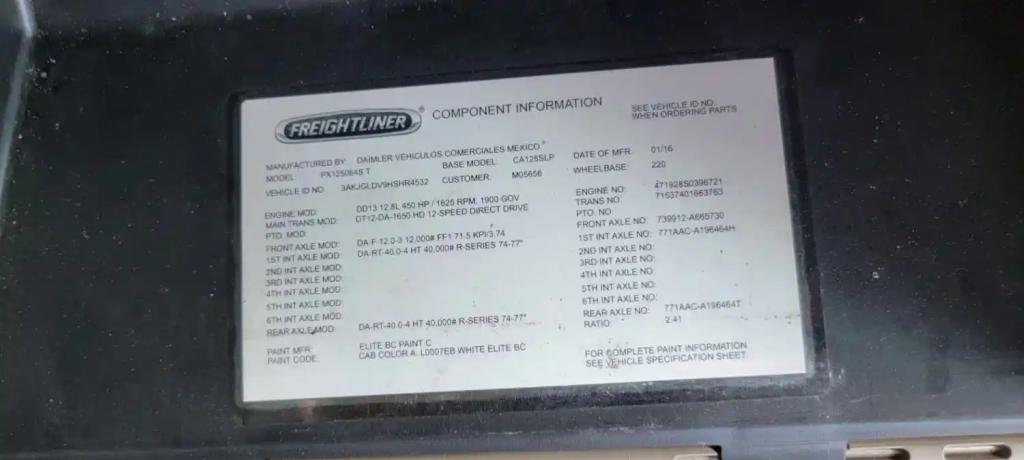 FREIGHTLINER® COMPONENT INFORMATION SEE VEHICLE ID NO. WHEN ORDERING PARTS
MANUFACTURED BY: DAIMLER VEHICULOS COMERCIALES MEXICO
MODEL: PX125064S T BASE MODEL: CA125SLP DATE OF MFR: 01/16
VEHICLE ID NO: 3AKJGLDV9HSHR4532 CUSTOMER: M05656 WHEELBASE: 220
ENGINE MOD: DD13 12.8L 450 HP / 1625 RPM, 1900 GOV ENGINE NO: 471928S0396721
MAIN TRANS MOD: DT12-DA-1650 HD 12-SPEED DIRECT DRIVE TRANS NO: 71537401663763
PTO. MOD: PTO. NO:
FRONT AXLE MOD: DA-F-12.0-3 12,000# FF1 71.5 KPI/3.74 FRONT AXLE NO: 739912-A665730
1ST INT AXLE MOD: DA-RT-40.0-4 HT 40,000# R-SERIES 74-77" 1ST INT AXLE NO: 771AAC-A196464H
2ND INT AXLE MOD: 2ND INT AXLE NO:
3RD INT AXLE MOD: 3RD INT AXLE NO:
4TH INT AXLE MOD: 4TH INT AXLE NO:
5TH INT AXLE MOD: 5TH INT AXLE NO:
6TH INT AXLE MOD: 6TH INT AXLE NO:
REAR AXLE MOD: DA-RT-40.0-4 HT 40,000# R-SERIES 74-77" REAR AXLE NO: 771AAC-A196464T
RATIO: 2.41
PAINT MFR: ELITE BC PAINT C
PAINT CODE: CAB COLOR A: L0007EB WHITE ELITE BC
FOR COMPLETE PAINT INFORMATION
SEE VEHICLE SPECIFICATION SHEET.